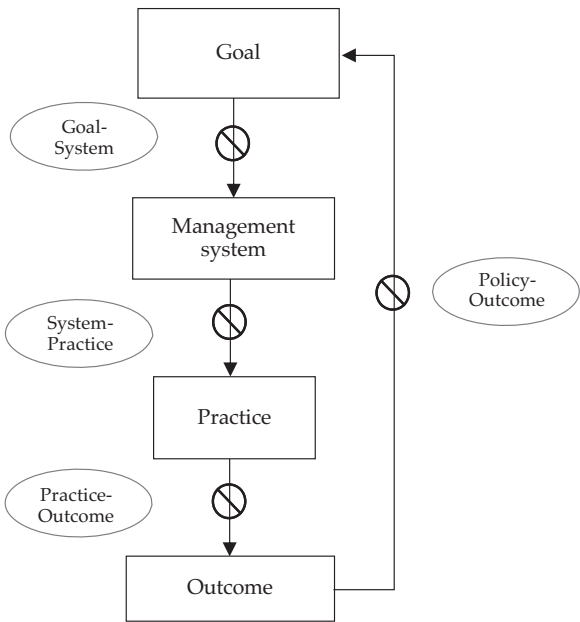 Goal
Goal-
System
Management
system
Policy-
Outcome
System-
Practice
Practice
Practice-
Outcome
Outcome